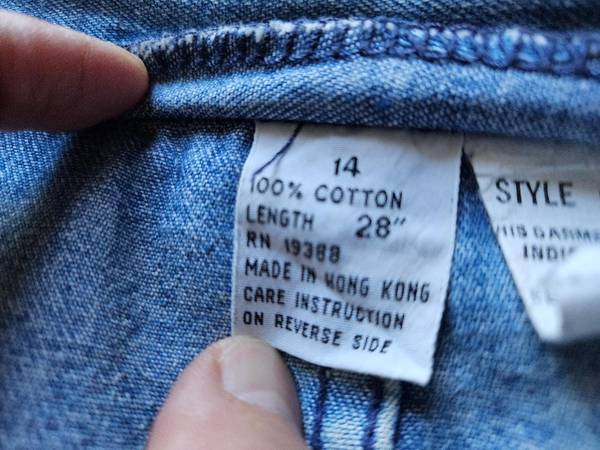 14
100% COTTON
LENGTH 28"
RN 19388
MADE IN HONG KONG
CARE INSTRUCTION
ON REVERSE SIDE
STYLE